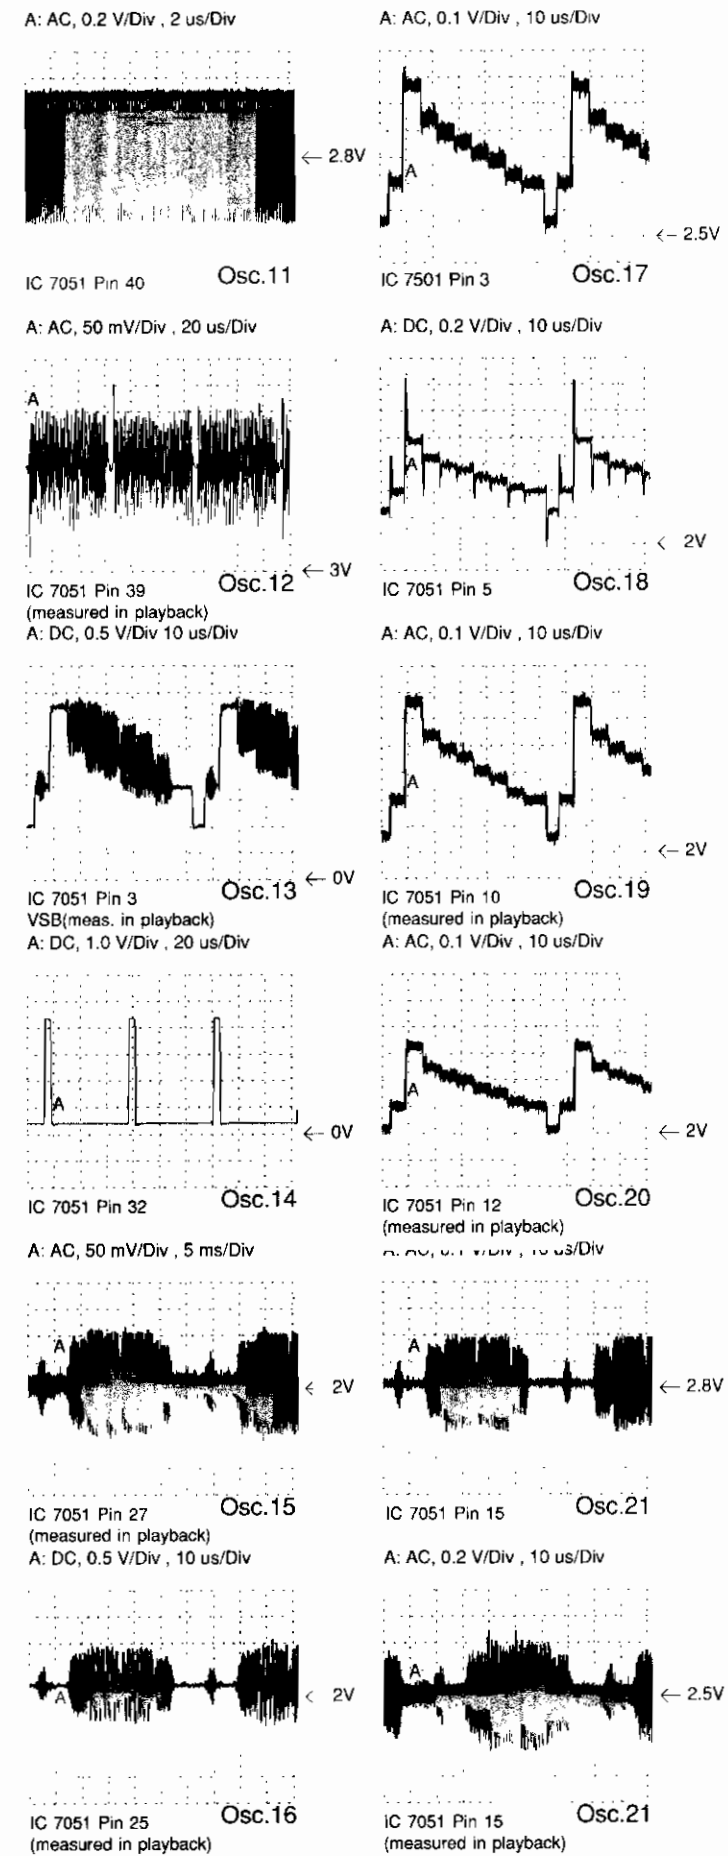 A: AC, 0.2 V/Div , 2 us/Div
← 2.8V
IC 7051 Pin 40 Osc.11
A: AC, 50 mV/Div , 20 us/Div
A
← 3V
IC 7051 Pin 39 Osc.12
(measured in playback)
A: DC, 0.5 V/Div 10 us/Div
← 0V
IC 7051 Pin 3 Osc.13
VSB(meas. in playback)
A: DC, 1.0 V/Div , 20 us/Div
A
← 0V
IC 7051 Pin 32 Osc.14
A: AC, 50 mV/Div , 5 ms/Div
A
← 2V
IC 7051 Pin 27 Osc.15
(measured in playback)
A: DC, 0.5 V/Div , 10 us/Div
A
< 2V
IC 7051 Pin 25 Osc.16
(measured in playback)
A: AC, 0.1 V/Div , 10 us/Div
A
← 2.5V
IC 7501 Pin 3 Osc.17
A: DC, 0.2 V/Div , 10 us/Div
A
< 2V
IC 7051 Pin 5 Osc.18
A: AC, 0.1 V/Div , 10 us/Div
A
← 2V
IC 7051 Pin 10 Osc.19
(measured in playback)
A: AC, 0.1 V/Div , 10 us/Div
A
← 2V
IC 7051 Pin 12 Osc.20
(measured in playback)
A: AC, 0.1 V/Div , 10 us/Div
A
← 2.8V
IC 7051 Pin 15 Osc.21
A: AC, 0.2 V/Div , 10 us/Div
A
← 2.5V
IC 7051 Pin 15 Osc.21
(measured in playback)